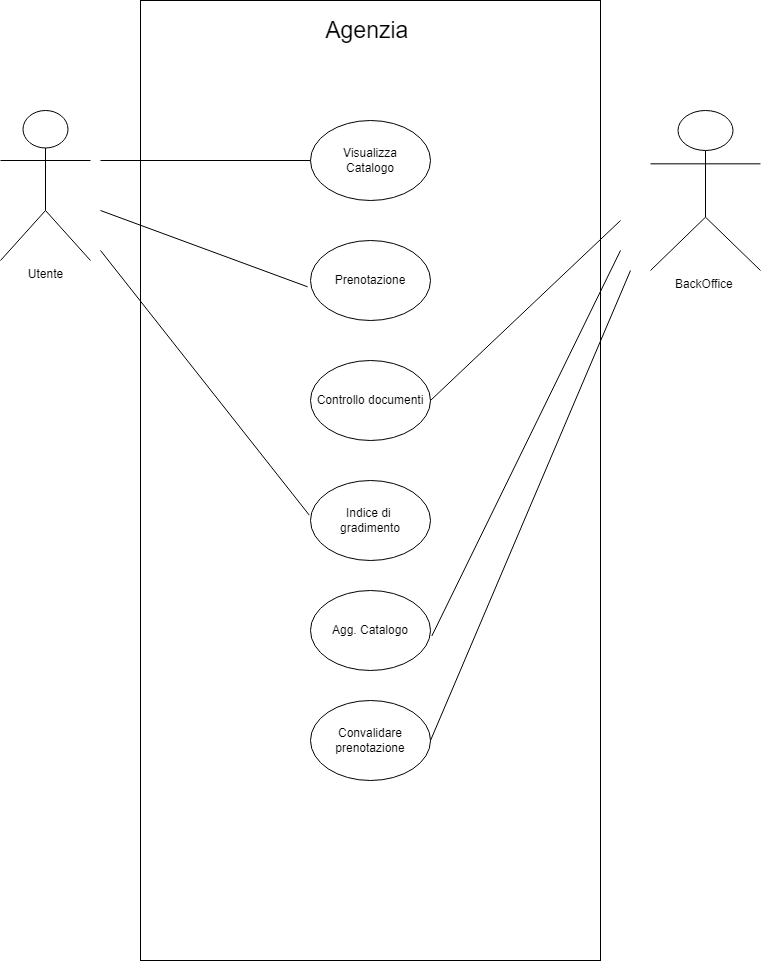 Agenzia
Visualizza
Catalogo
Utente
Prenotazione
BackOffice
Controllo documenti
Indice di
gradimento
Agg. Catalogo
Convalidare
prenotazione